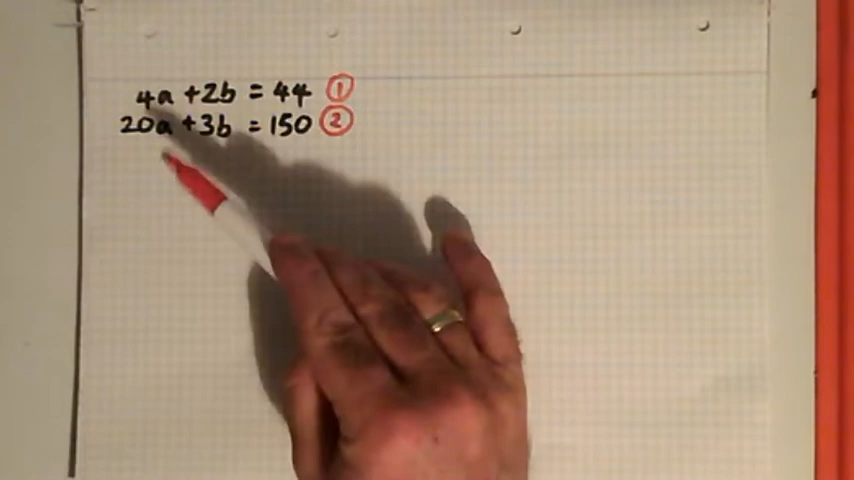 4a + 2b = 44 ①
20a + 3b = 150 ②